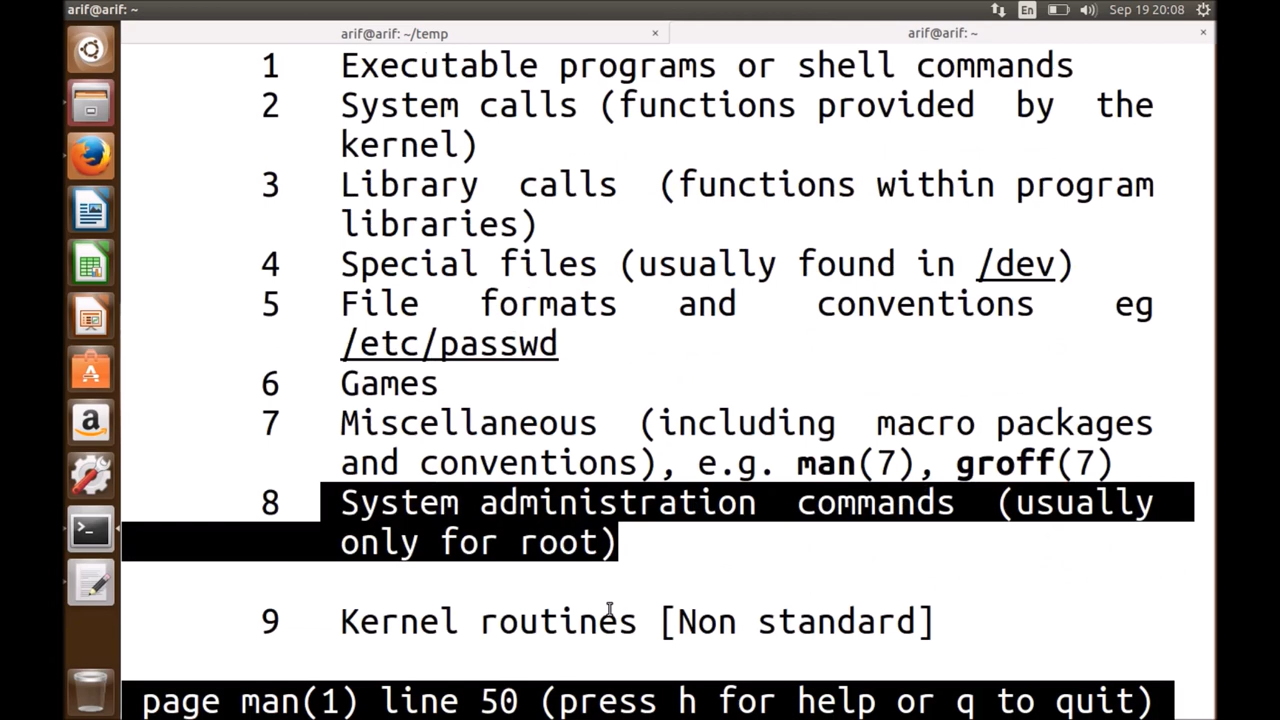 arif@arif: ~
En
Sep 19 20:08
arif@arif: ~/temp × arif@arif: ~ ×
1 Executable programs or shell commands
2 System calls (functions provided by the
kernel)
3 Library calls (functions within program
libraries)
4 Special files (usually found in /dev)
5 File formats and conventions eg
/etc/passwd
6 Games
7 Miscellaneous (including macro packages
and conventions), e.g. man(7), groff(7)
8 System administration commands (usually
only for root)
9 Kernel routines [Non standard]
page man(1) line 50 (press h for help or q to quit)